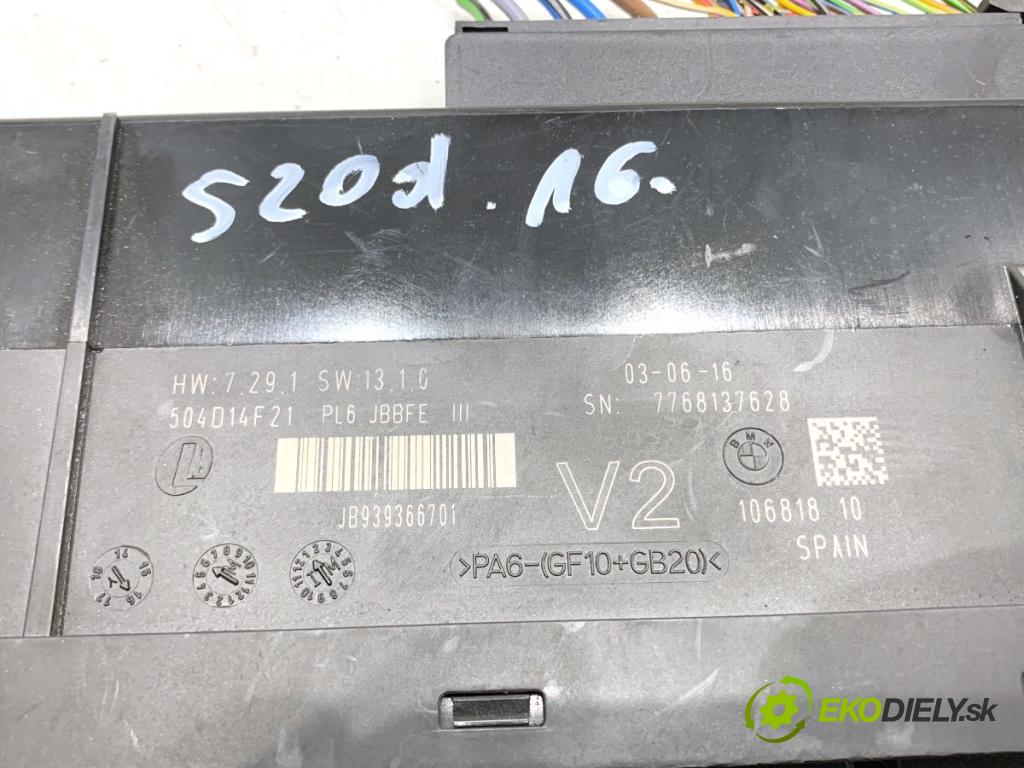 520d. 16.
HW:7.29.1 SW:13.1.0
504D14F21 PL6 JBBFE III
03-06-16
SN: 7768137628
BMW
JB939366701
V2
106818 10
SPAIN
>PA6-(GF10+GB20)<
EKODIELY.sk